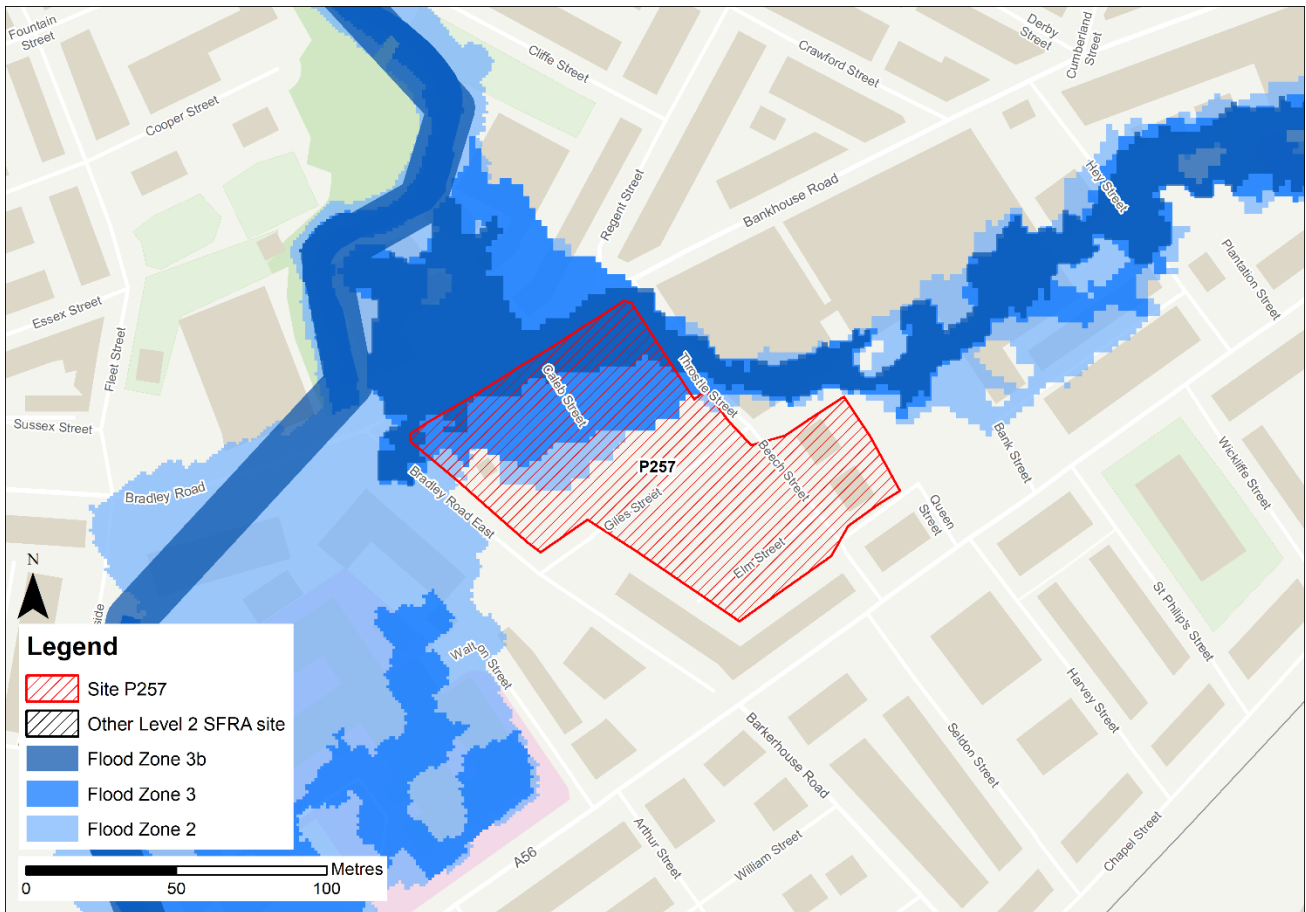 Fountain
Street
Cooper Street
Cliffe Street
Crawford Street
Derby
Street
Cumberland
Street
Regent Street
Bankhouse Road
Hey Street
Plantation Street
Essex Street
Fleet Street
Sussex Street
Bradley Road
Caleb Street
Throstle Street
Beech Street
P257
Giles Street
Elm Street
Bradley Road East
Bank Street
Queen
Street
Wickliffe Street
St Philip's Street
Harvey Street
Seldon Street
Chapel Street
Walton Street
Barkerhouse Road
Arthur Street
William Street
A56
N
side
Legend
Site P257
Other Level 2 SFRA site
Flood Zone 3b
Flood Zone 3
Flood Zone 2
Metres
0 50 100